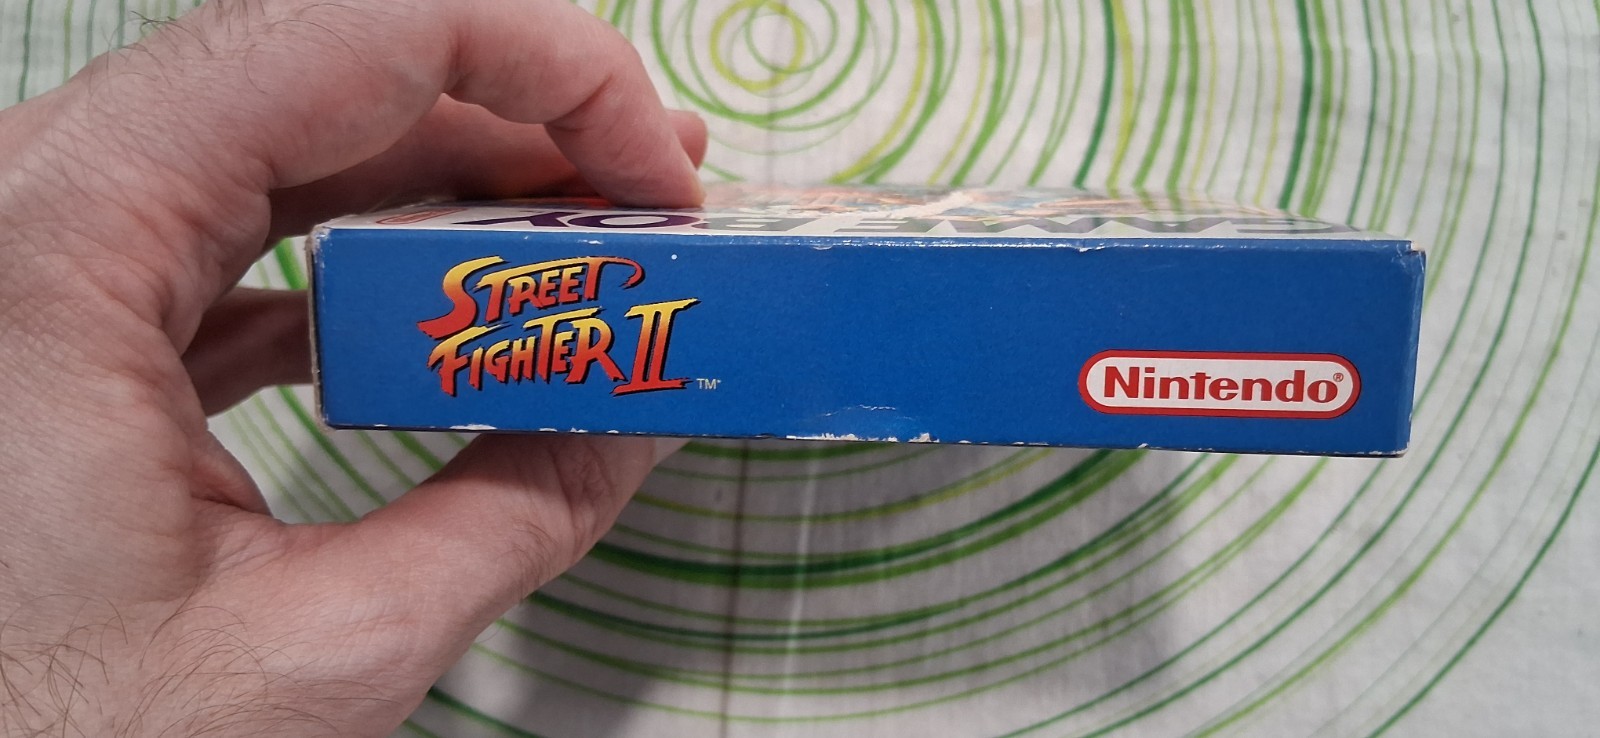 GAME BOY
STREET
FIGHTER II ™
Nintendo®